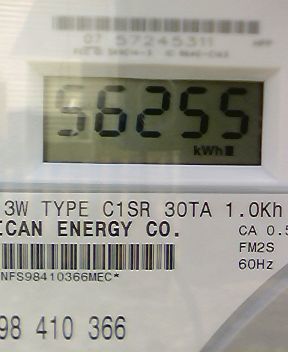 07 57245311
56255
kWh
3W TYPE C1SR 30TA 1.0Kh
ICAN ENERGY CO.
CA 0.5
FM2S
60Hz
NFS98410366MEC*
98 410 366